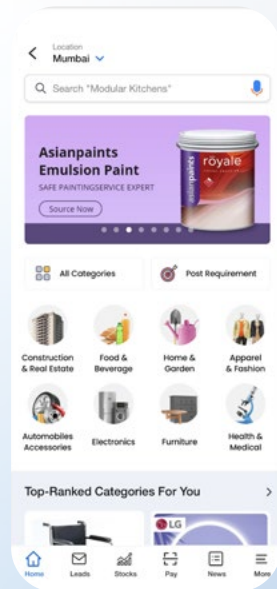 Location
Mumbai
Search "Modular Kitchens"
Asianpaints
Emulsion Paint
SAFE PAINTINGSERVICE EXPERT
Source Now
asianpaints
röyale
All Categories
Post Requirement
Construction
& Real Estate
Food &
Beverage
Home &
Garden
Apparel
& Fashion
Automobiles
Accessories
Electronics
Furniture
Health &
Medical
Top-Ranked Categories For You
LG
Home
Leads
Stocks
Pay
News
More